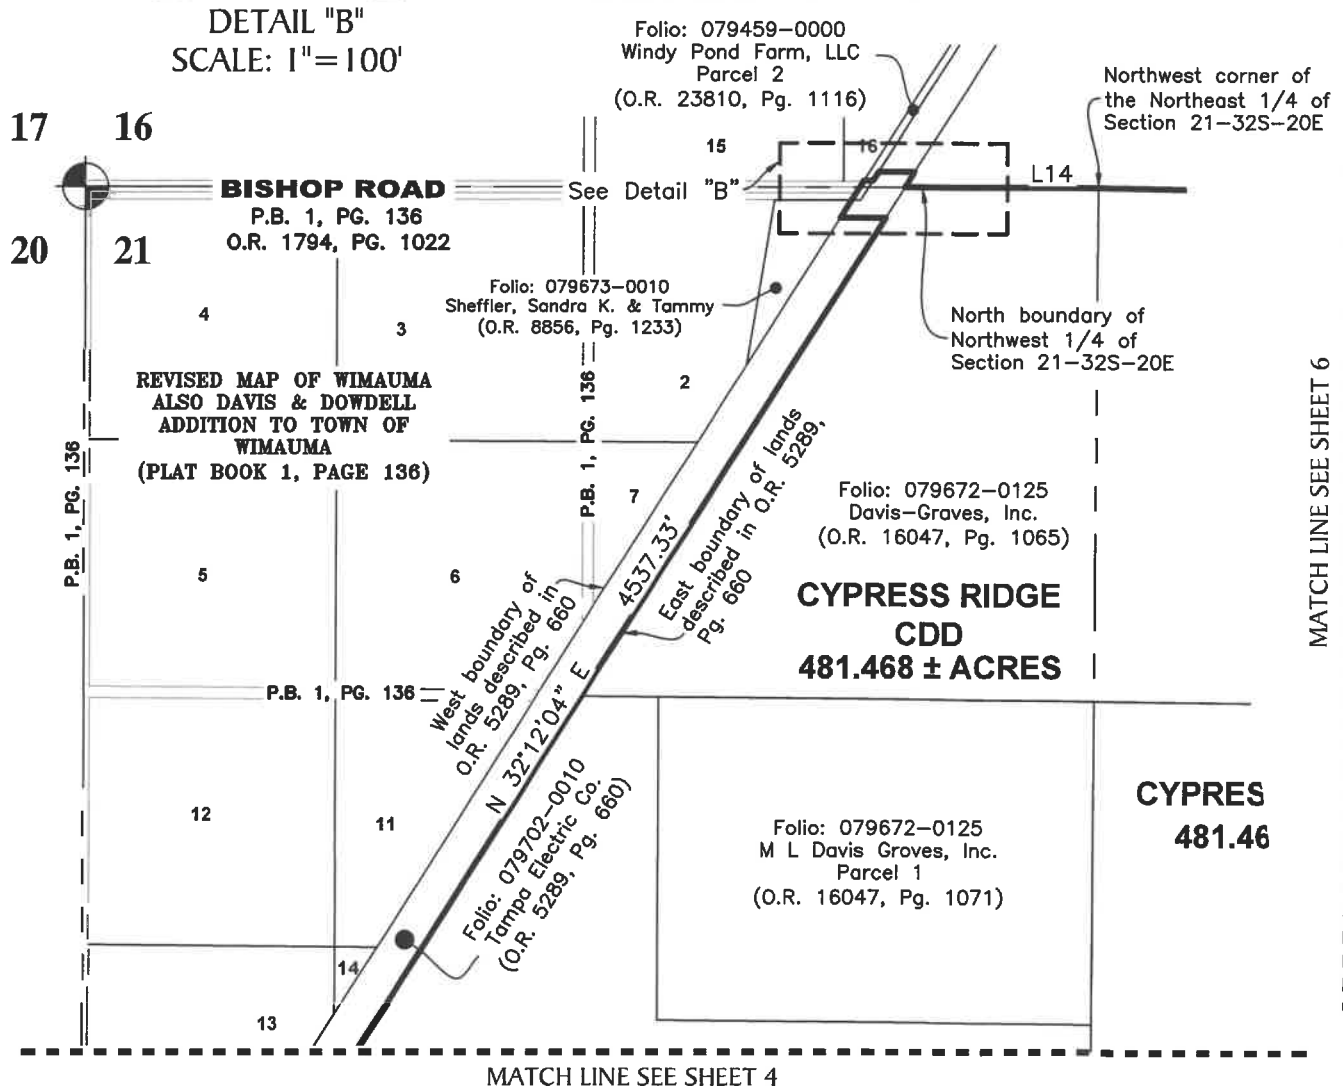 DETAIL "B"
SCALE: 1"=100'
Folio: 079459-0000
Windy Pond Farm, LLC
Parcel 2
(O.R. 23810, Pg. 1116)
Northwest corner of
the Northeast 1/4 of
Section 21-32S-20E
17
16
15
16
BISHOP ROAD
P.B. 1, PG. 136
O.R. 1794, PG. 1022
See Detail "B"
L14
20
21
Folio: 079673-0010
Sheffler, Sandra K. & Tammy
(O.R. 8856, Pg. 1233)
North boundary of
Northwest 1/4 of
Section 21-32S-20E
4
3
2
REVISED MAP OF WIMAUMA
ALSO DAVIS & DOWDELL
ADDITION TO TOWN OF
WIMAUMA
(PLAT BOOK 1, PAGE 136)
P.B. 1, PG. 136
P.B. 1, PG. 136
MATCH LINE SEE SHEET 6
7
5
6
4537.33'
N 32°12'04" E
East boundary of lands
described in O.R. 5289,
Pg. 660
West boundary of
lands described in
O.R. 5289, Pg. 660
Folio: 079672-0125
Davis-Graves, Inc.
(O.R. 16047, Pg. 1065)
CYPRESS RIDGE
CDD
481.468 ± ACRES
P.B. 1, PG. 136
12
11
Folio: 079702-0010
Tampa Electric Co.
(O.R. 5289, Pg. 660)
Folio: 079672-0125
M L Davis Groves, Inc.
Parcel 1
(O.R. 16047, Pg. 1071)
CYPRES
481.46
14
13
MATCH LINE SEE SHEET 4